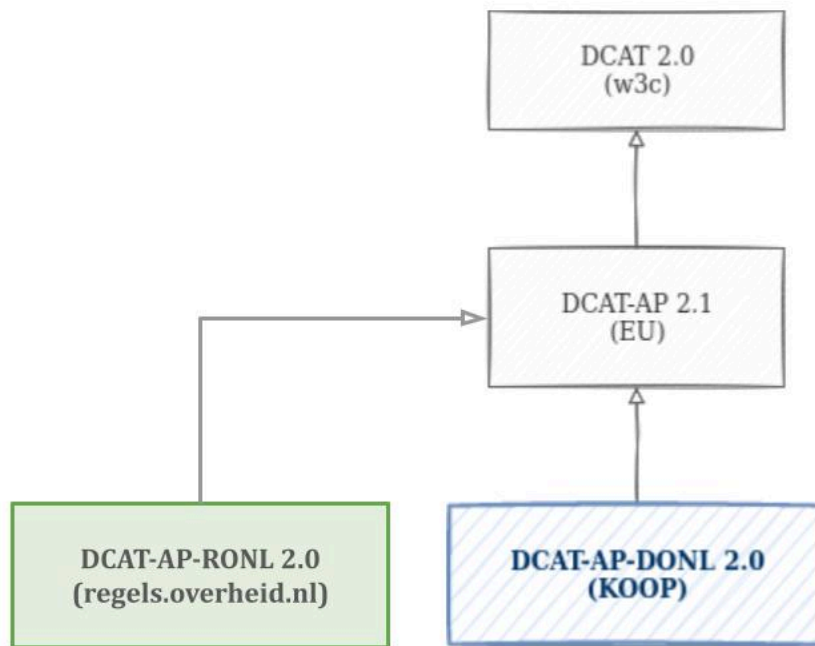 DCAT 2.0
(w3c)
DCAT-AP 2.1
(EU)
DCAT-AP-RONL 2.0
(regels.overheid.nl)
DCAT-AP-DONL 2.0
(KOOP)